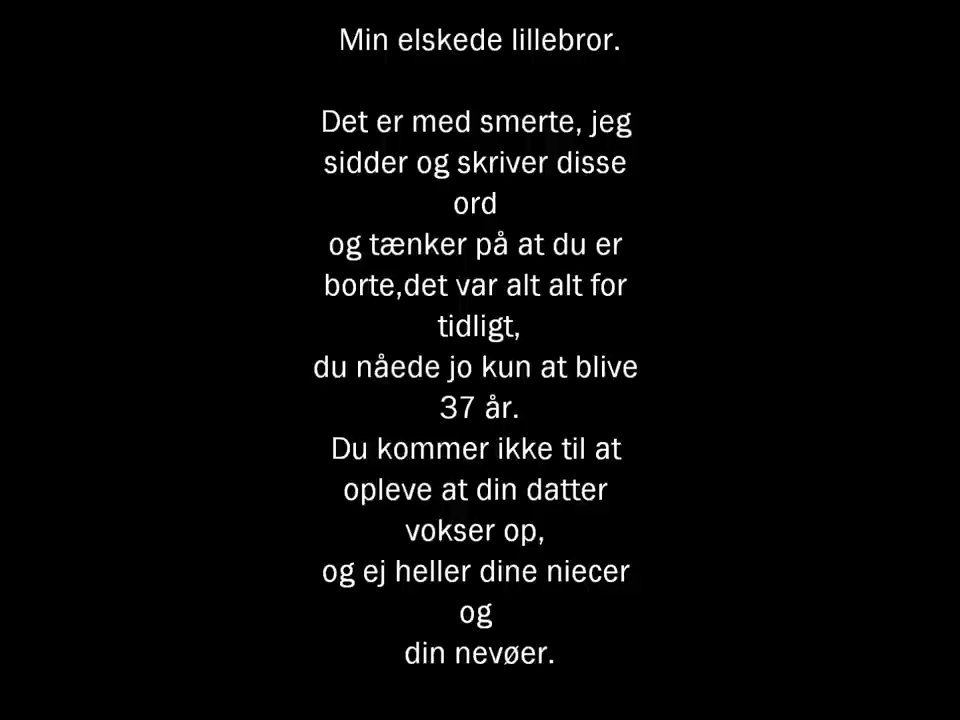 Min elskede lillebror.
Det er med smerte, jeg
sidder og skriver disse
ord
og tænker på at du er
borte,det var alt alt for
tidligt,
du nåede jo kun at blive
37 år.
Du kommer ikke til at
opleve at din datter
vokser op,
og ej heller dine niecer
og
din nevøer.